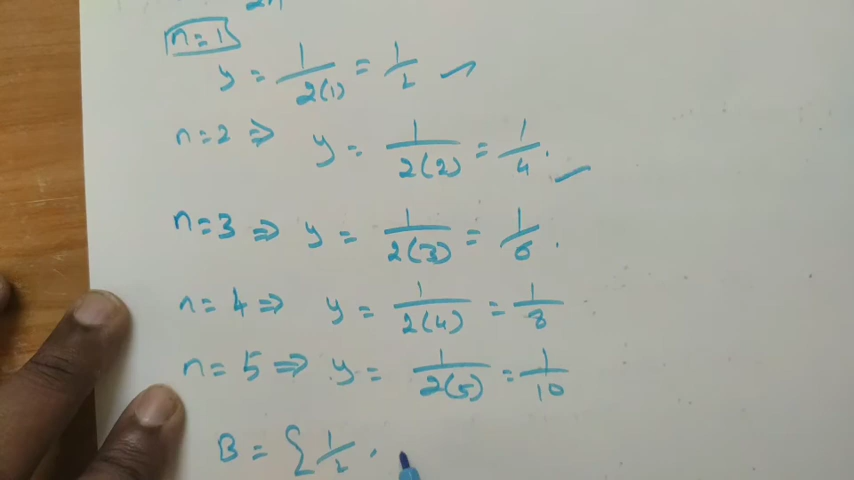 2n
n=1
y = 1/2(1) = 1/2
n=2 ⇒ y = 1/2(2) = 1/4.
n=3 ⇒ y = 1/2(3) = 1/6.
n=4 ⇒ y = 1/2(4) = 1/8
n=5 ⇒ y = 1/2(5) = 1/10
B = { 1/2 ,